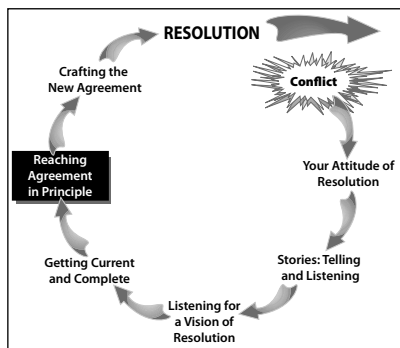 RESOLUTION
Conflict
Your Attitude of
Resolution
Stories: Telling
and Listening
Listening for
a Vision of
Resolution
Getting Current
and Complete
Reaching
Agreement
in Principle
Crafting the
New Agreement